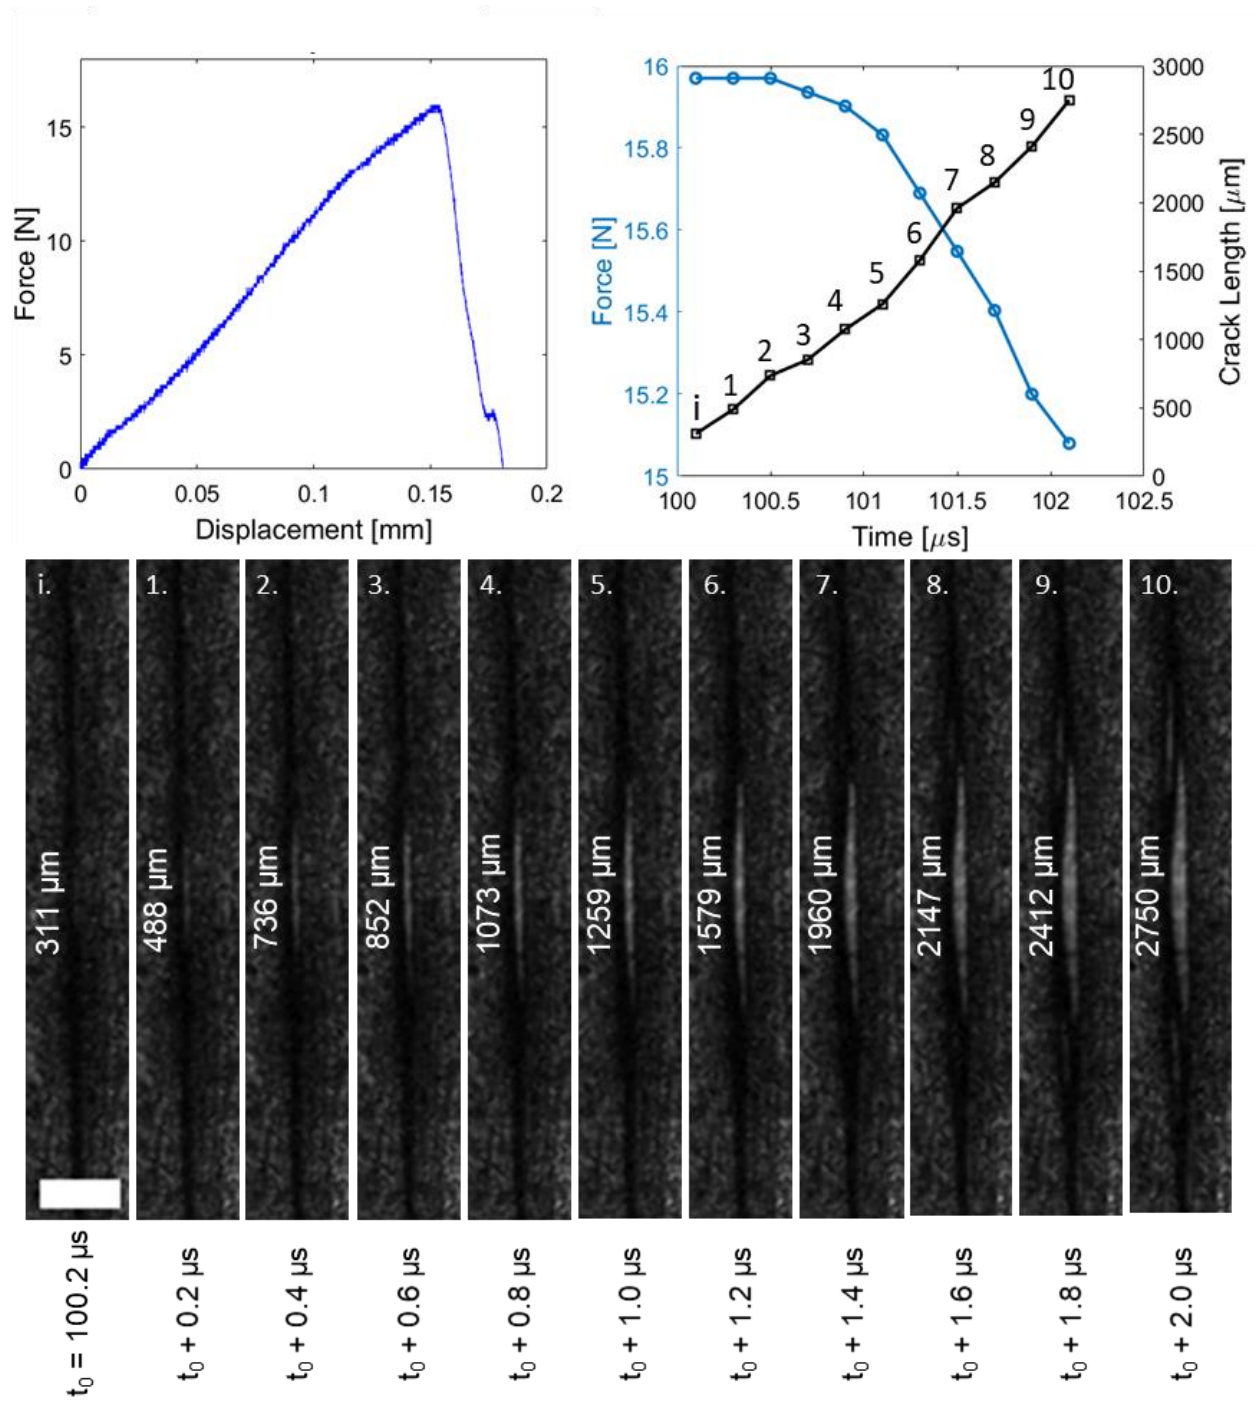 15
10
5
0
Force [N]
0
0.05
0.1
0.15
0.2
Displacement [mm]
16
15.8
15.6
15.4
15.2
15
Force [N]
3000
2500
2000
1500
1000
500
0
Crack Length [μm]
i
1
2
3
4
5
6
7
8
9
10
100
100.5
101
101.5
102
102.5
Time [μs]
i.
1.
2.
3.
4.
5.
6.
7.
8.
9.
10.
311 μm
488 μm
736 μm
852 μm
1073 μm
1259 μm
1579 μm
1960 μm
2147 μm
2412 μm
2750 μm
t₀ = 100.2 μs
t₀ + 0.2 μs
t₀ + 0.4 μs
t₀ + 0.6 μs
t₀ + 0.8 μs
t₀ + 1.0 μs
t₀ + 1.2 μs
t₀ + 1.4 μs
t₀ + 1.6 μs
t₀ + 1.8 μs
t₀ + 2.0 μs